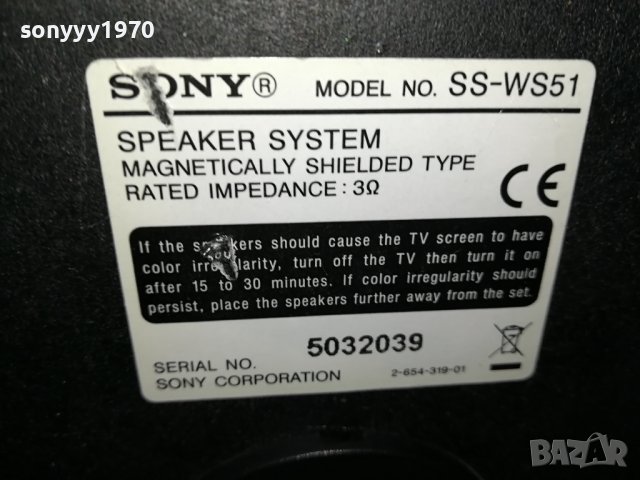 sonyyy1970
SONY® MODEL NO. SS-WS51
SPEAKER SYSTEM
MAGNETICALLY SHIELDED TYPE
RATED IMPEDANCE : 3Ω
CE
If the speakers should cause the TV screen to have
color irregularity, turn off the TV then turn it on
after 15 to 30 minutes. If color irregularity should
persist, place the speakers further away from the set.
SERIAL NO. 5032039
SONY CORPORATION 2-654-319-01
BAZAR
bg